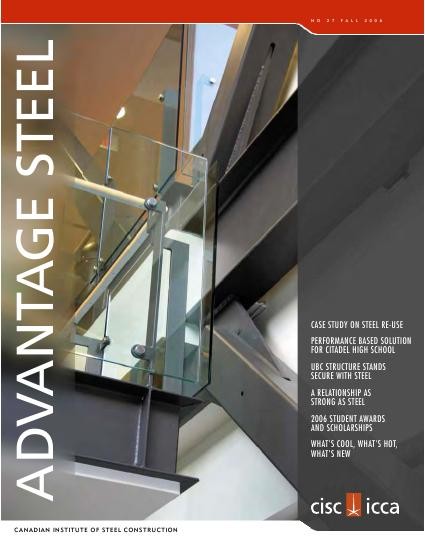 NO 27 FALL 2006
ADVANTAGE STEEL
CASE STUDY ON STEEL RE-USE
PERFORMANCE BASED SOLUTION
FOR CITADEL HIGH SCHOOL
UBC STRUCTURE STANDS
SECURE WITH STEEL
A RELATIONSHIP AS
STRONG AS STEEL
2006 STUDENT AWARDS
AND SCHOLARSHIPS
WHAT'S COOL, WHAT'S HOT,
WHAT'S NEW
cisc icca
CANADIAN INSTITUTE OF STEEL CONSTRUCTION